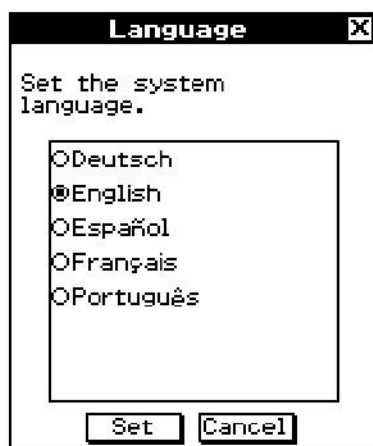 Language X
Set the system
language.
Deutsch
English
Español
Français
Português
Set Cancel